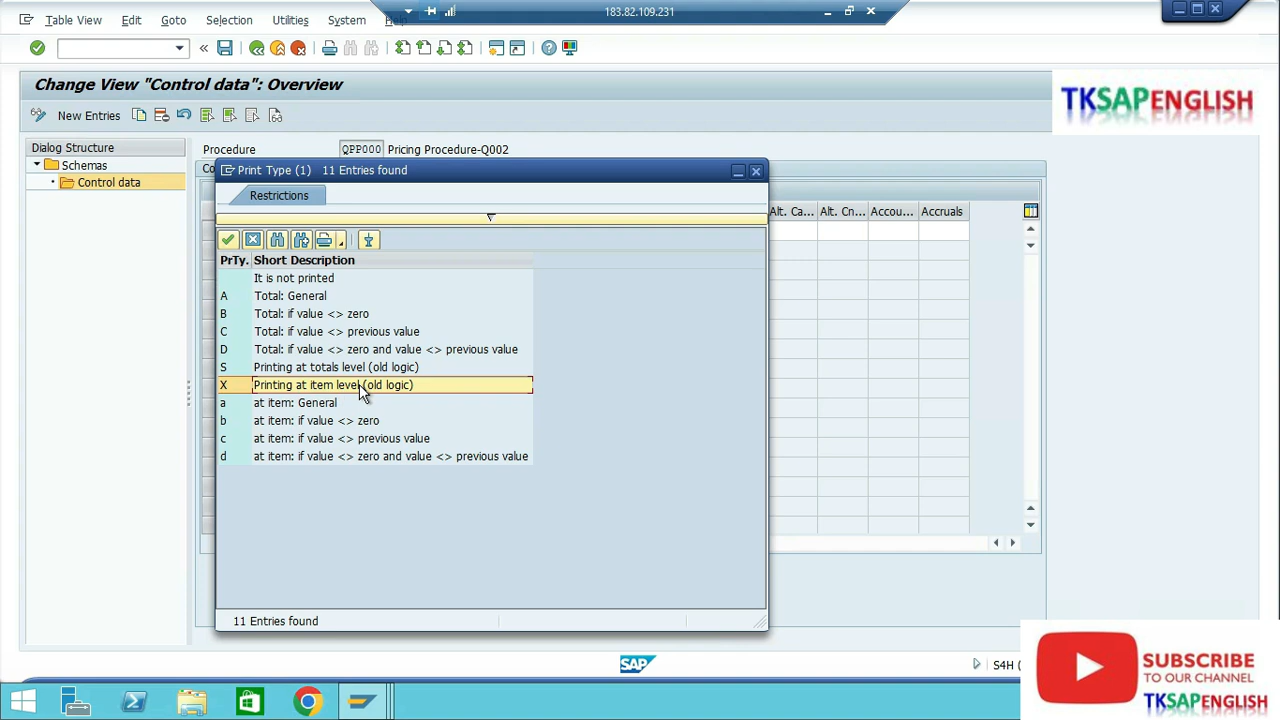 Table View Edit Goto Selection Utilities System Help
183.82.109.231
Change View "Control data": Overview
New Entries
TKSAPENGLISH
Dialog Structure
Schemas
Control data
Procedure QPP000 Pricing Procedure-Q002
Co
Print Type (1) 11 Entries found
Restrictions
Alt. Ca... Alt. Cn... Accou... Accruals
PrTy. Short Description
It is not printed
A Total: General
B Total: if value <> zero
C Total: if value <> previous value
D Total: if value <> zero and value <> previous value
S Printing at totals level (old logic)
X Printing at item level (old logic)
a at item: General
b at item: if value <> zero
c at item: if value <> previous value
d at item: if value <> zero and value <> previous value
11 Entries found
SAP
S4H (
SUBSCRIBE
TO OUR CHANNEL
TKSAPENGLISH